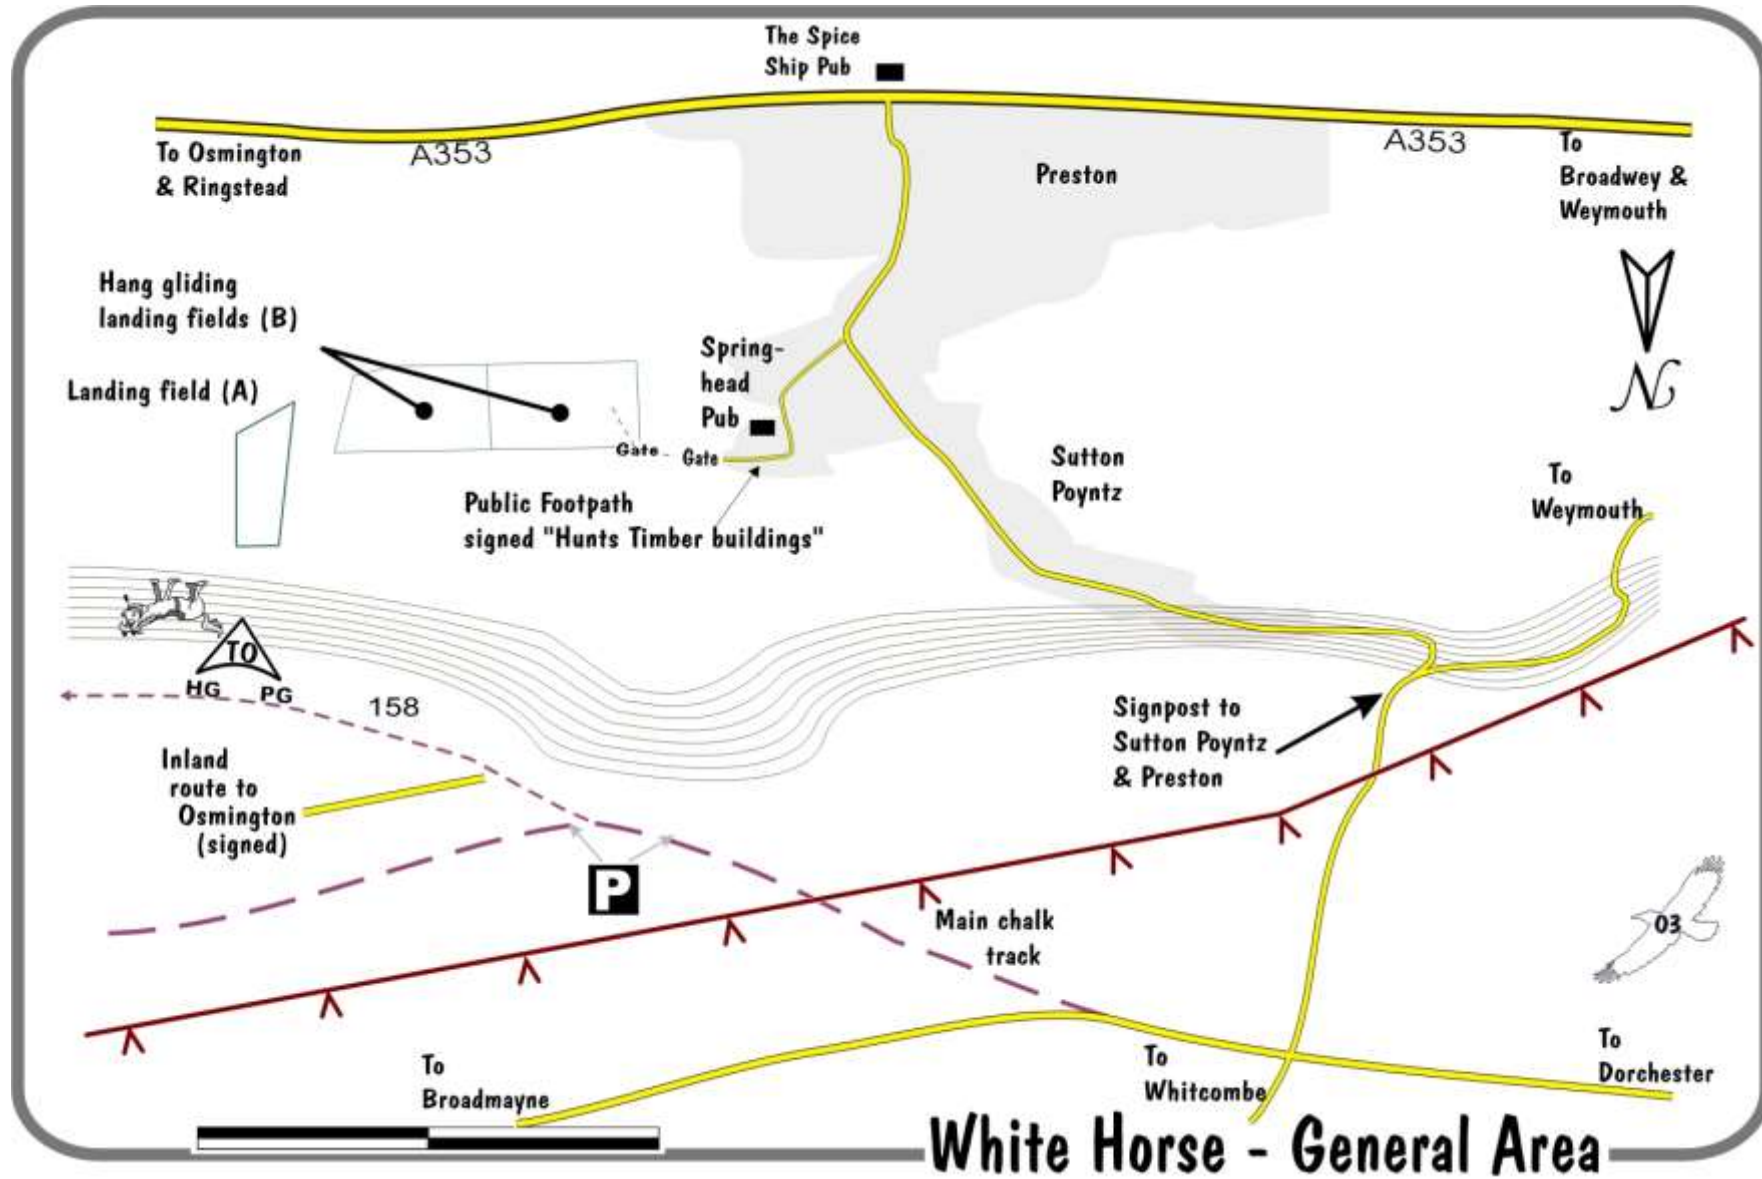 The Spice
Ship Pub
To Osmington
& Ringstead
A353
A353
To
Broadwey &
Weymouth
Preston
Hang gliding
landing fields (B)
Landing field (A)
Spring-
head
Pub
Gate
Gate
N
Public Footpath
signed "Hunts Timber buildings"
Sutton
Poyntz
To
Weymouth
TO
HG
PG
158
Signpost to
Sutton Poyntz
& Preston
Inland
route to
Osmington
(signed)
P
Main chalk
track
03
To
Broadmayne
To
Whitcombe
To
Dorchester
White Horse - General Area